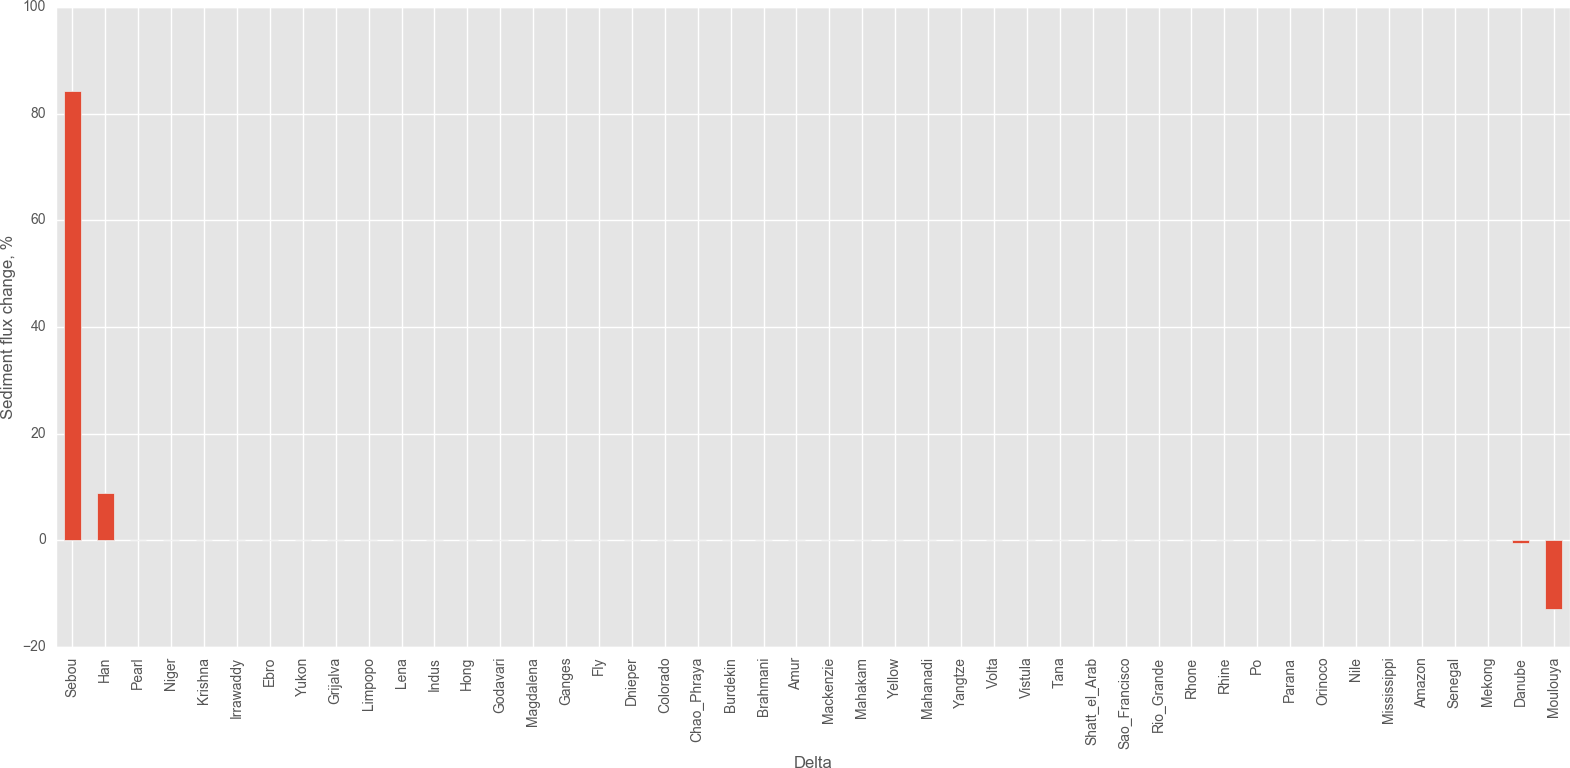 Sediment flux change, %
100
80
60
40
20
0
−20
Sebou
Han
Pearl
Niger
Krishna
Irrawaddy
Ebro
Yukon
Grijalva
Limpopo
Lena
Indus
Hong
Godavari
Magdalena
Ganges
Fly
Dnieper
Colorado
Chao_Phraya
Burdekin
Brahmani
Amur
Mackenzie
Mahakam
Yellow
Mahanadi
Yangtze
Volta
Vistula
Tana
Shatt_el_Arab
Sao_Francisco
Rio_Grande
Rhone
Rhine
Po
Parana
Orinoco
Nile
Mississippi
Amazon
Senegal
Mekong
Danube
Moulouya
Delta